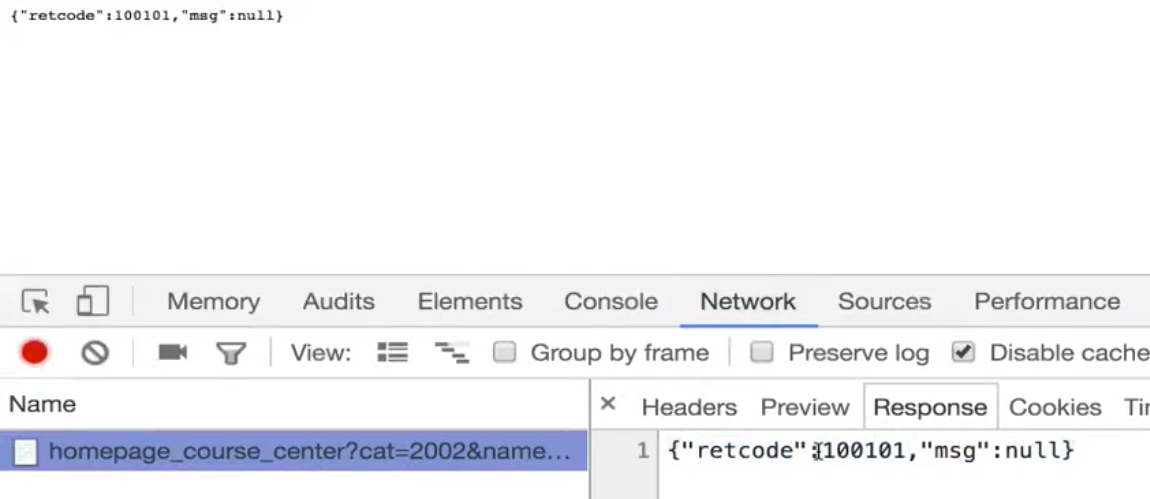 {"retcode":100101,"msg":null}
Memory Audits Elements Console Network Sources Performance
View: Group by frame Preserve log Disable cache
Name
Headers Preview Response Cookies
homepage_course_center?cat=2002&name...
1 {"retcode":100101,"msg":null}